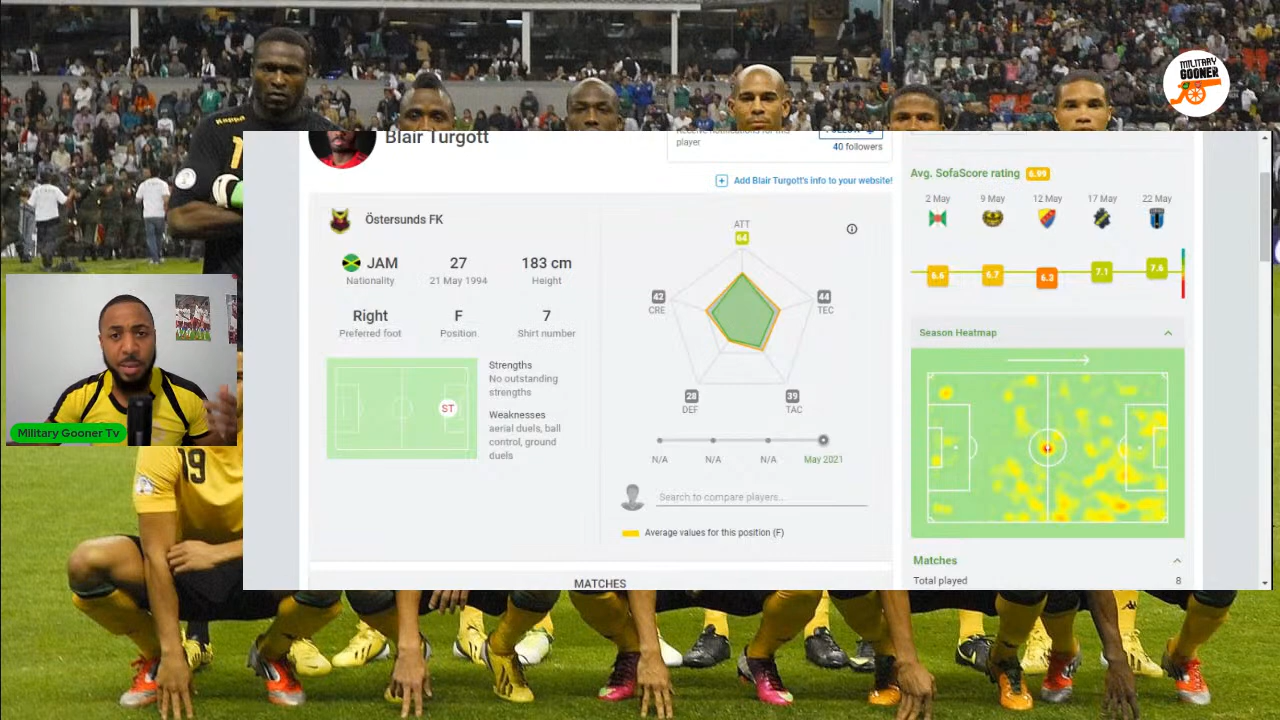 MILITARY
GOONER
Kappa
Blair Turgott
player
40 followers
Add Blair Turgott's info to your website!
Östersunds FK
JAM
Nationality
27
21 May 1994
183 cm
Height
Right
Preferred foot
F
Position
7
Shirt number
ST
Strengths
No outstanding
strengths
Weaknesses
aerial duels, ball
control, ground
duels
ATT
64
42
CRE
44
TEC
28
DEF
39
TAC
N/A
N/A
N/A
May 2021
Search to compare players...
Average values for this position (F)
MATCHES
Avg. SofaScore rating 6.99
2 May
9 May
12 May
17 May
22 May
6.6
6.7
6.3
7.1
7.6
Season Heatmap
Matches
Total played
8
Military Gooner Tv
19